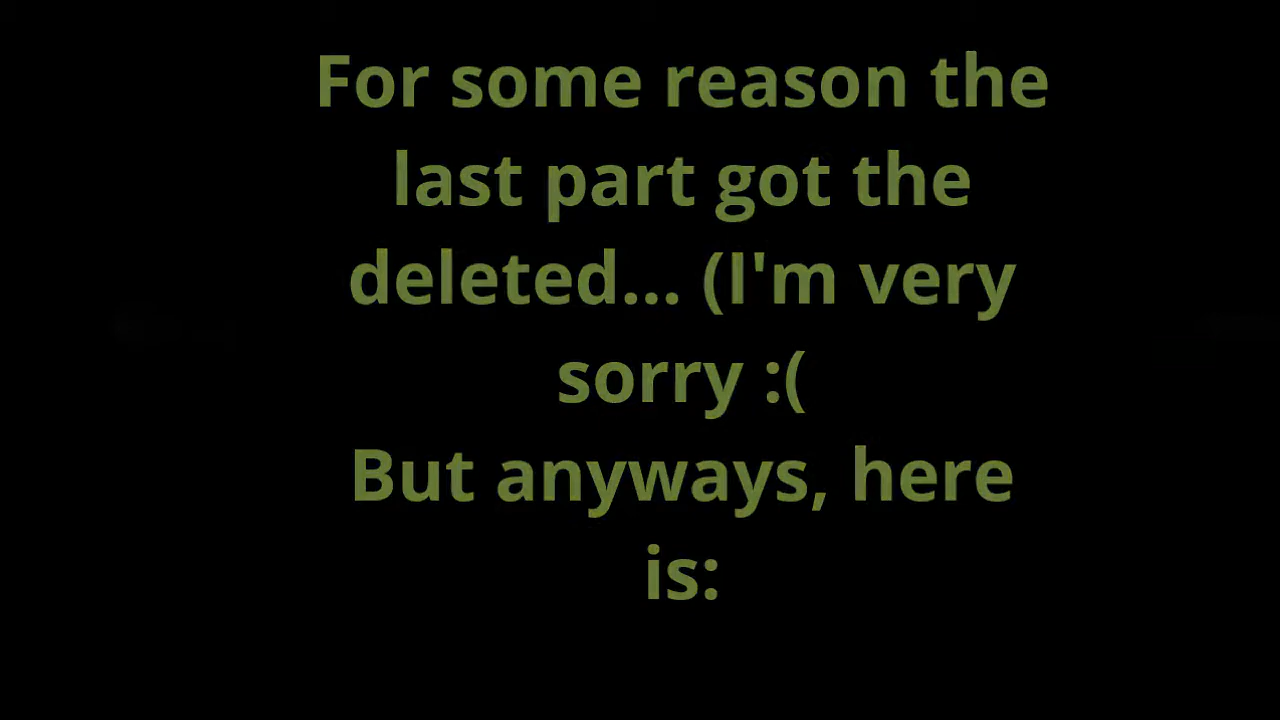 For some reason the
last part got the
deleted... (I'm very
sorry :(
But anyways, here
is: